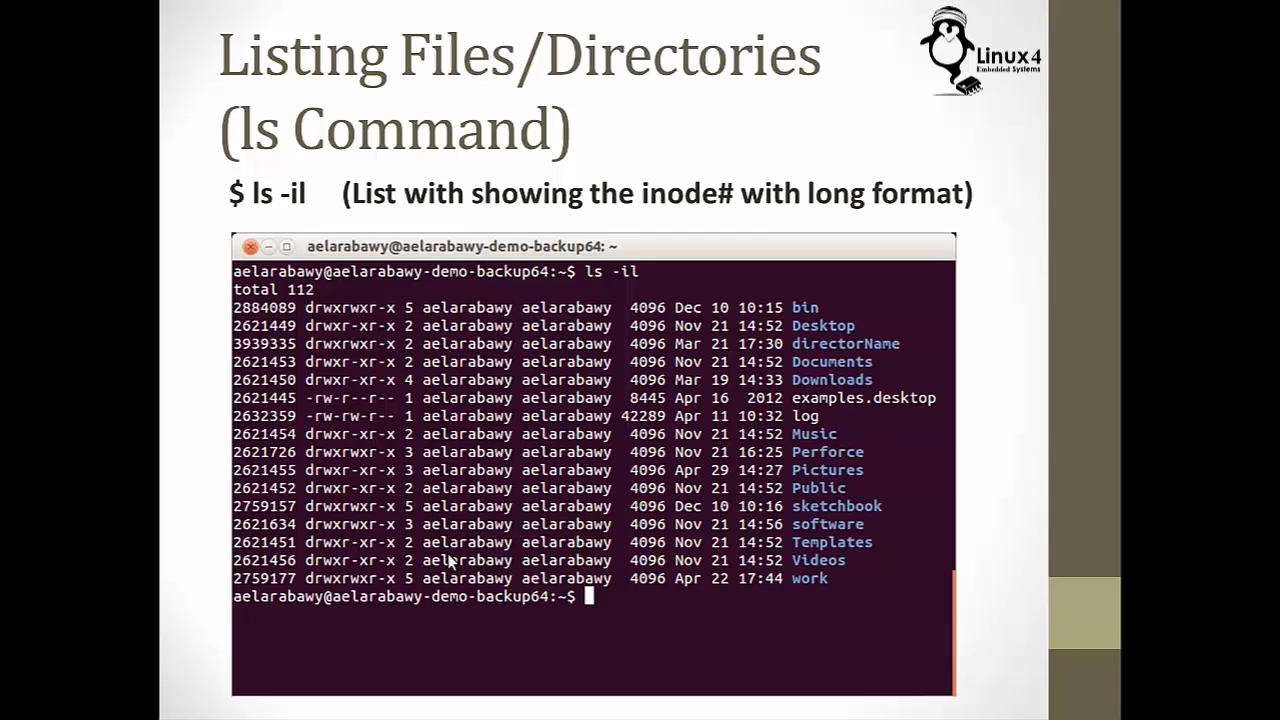 Listing Files/Directories
(ls Command)
Linux 4
Embedded Systems
$ ls -il (List with showing the inode# with long format)
aelarabawy@aelarabawy-demo-backup64: ~
aelarabawy@aelarabawy-demo-backup64:~$ ls -il
total 112
2884089 drwxrwxr-x 5 aelarabawy aelarabawy 4096 Dec 10 10:15 bin
2621449 drwxr-xr-x 2 aelarabawy aelarabawy 4096 Nov 21 14:52 Desktop
3939335 drwxrwxr-x 2 aelarabawy aelarabawy 4096 Mar 21 17:30 directorName
2621453 drwxr-xr-x 2 aelarabawy aelarabawy 4096 Nov 21 14:52 Documents
2621450 drwxr-xr-x 4 aelarabawy aelarabawy 4096 Mar 19 14:33 Downloads
2621445 -rw-r--r-- 1 aelarabawy aelarabawy 8445 Apr 16 2012 examples.desktop
2632359 -rw-rw-r-- 1 aelarabawy aelarabawy 42289 Apr 11 10:32 log
2621454 drwxr-xr-x 2 aelarabawy aelarabawy 4096 Nov 21 14:52 Music
2621726 drwxr-xr-x 3 aelarabawy aelarabawy 4096 Nov 21 16:25 Perforce
2621455 drwxr-xr-x 3 aelarabawy aelarabawy 4096 Apr 29 14:27 Pictures
2621452 drwxr-xr-x 2 aelarabawy aelarabawy 4096 Nov 21 14:52 Public
2759157 drwxrwxr-x 5 aelarabawy aelarabawy 4096 Dec 10 10:16 sketchbook
2621634 drwxrwxr-x 3 aelarabawy aelarabawy 4096 Nov 21 14:56 software
2621451 drwxr-xr-x 2 aelarabawy aelarabawy 4096 Nov 21 14:52 Templates
2621456 drwxr-xr-x 2 aelarabawy aelarabawy 4096 Nov 21 14:52 Videos
2759177 drwxrwxr-x 5 aelarabawy aelarabawy 4096 Apr 22 17:44 work
aelarabawy@aelarabawy-demo-backup64:~$